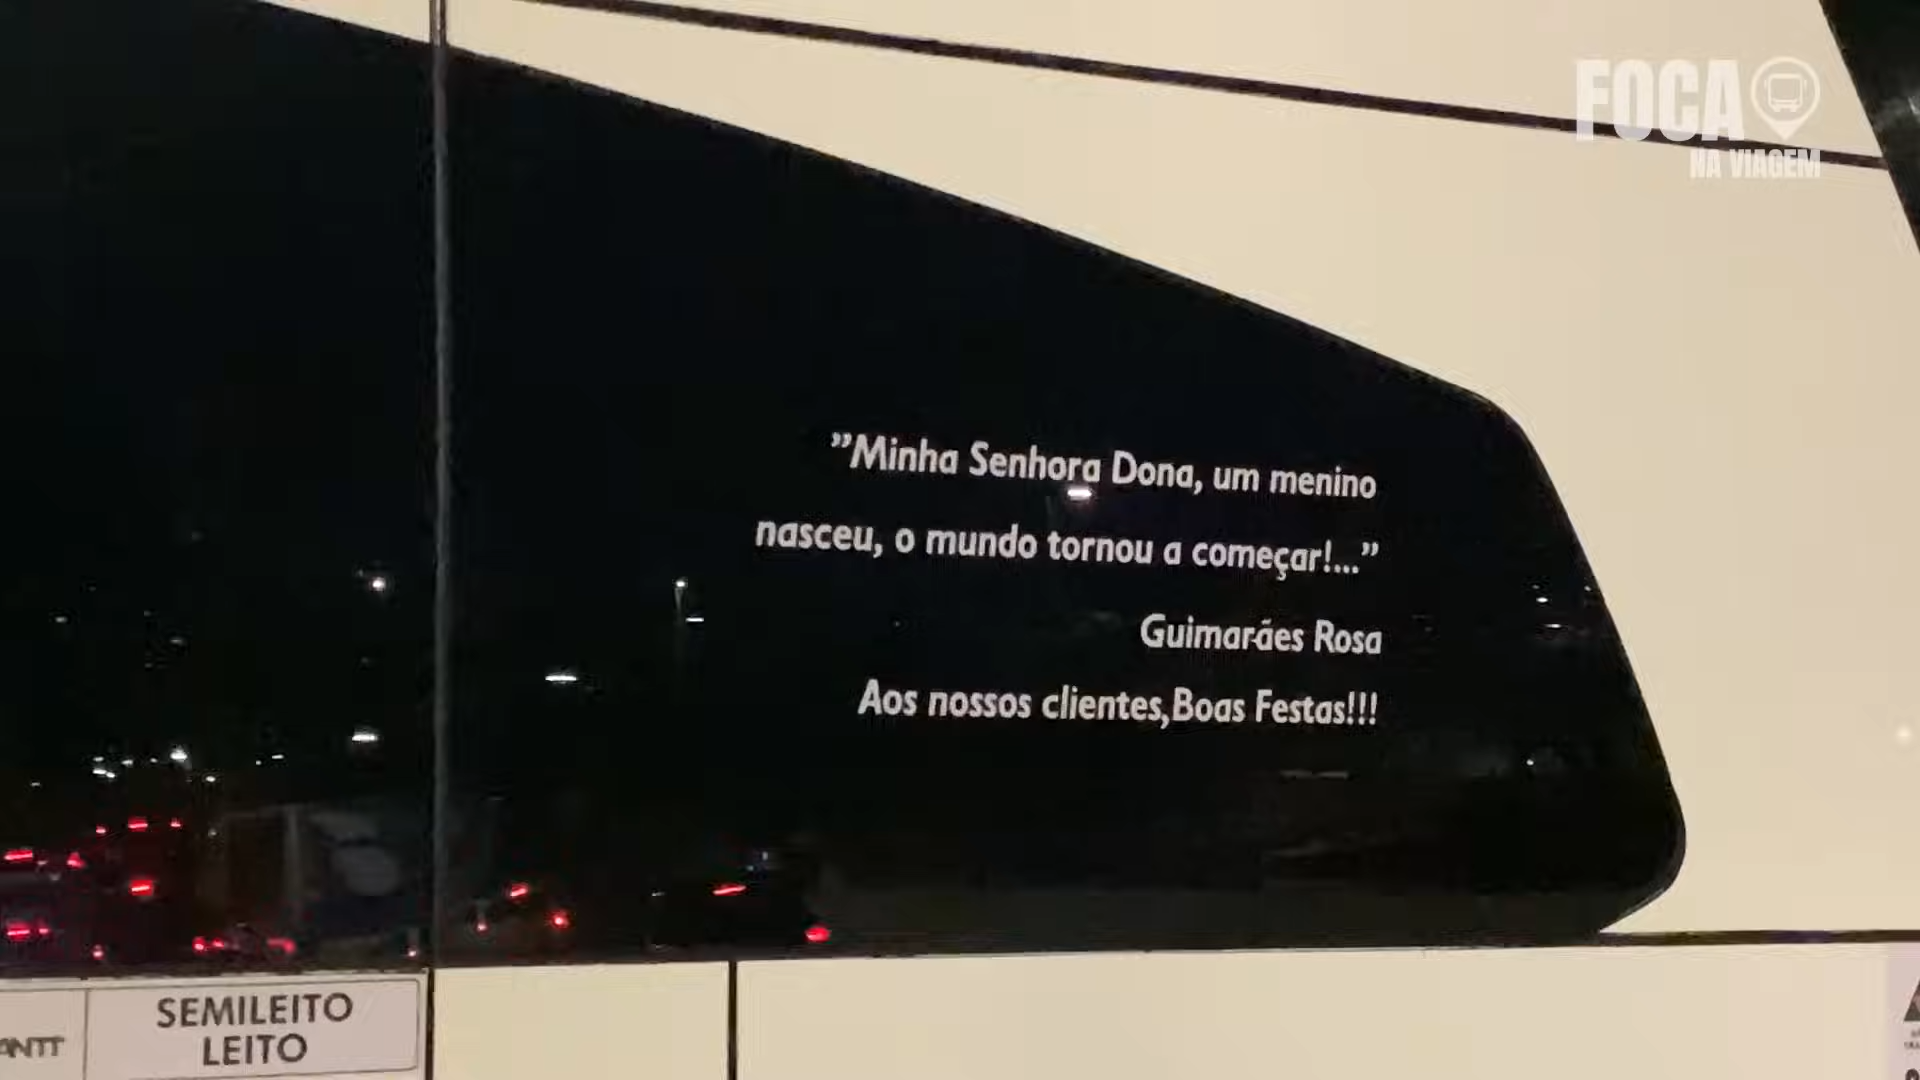 FOCA
NA VIAGEM
”Minha Senhora Dona, um menino
nasceu, o mundo tornou a começar!...”
Guimarães Rosa
Aos nossos clientes,Boas Festas!!!
SEMILEITO
LEITO
ANTT